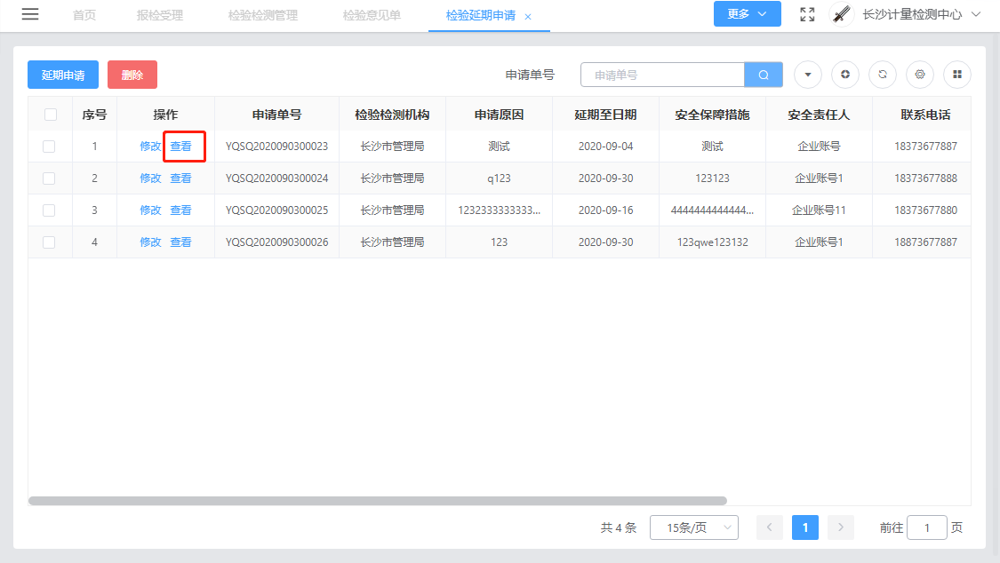 首页 报检受理 检验检测管理 检验意见单 检验延期申请 × 更多 长沙计量检测中心
延期申请 删除 申请单号 申请单号
序号 操作 申请单号 检验检测机构 申请原因 延期至日期 安全保障措施 安全责任人 联系电话
1 修改 查看 YQSQ2020090300023 长沙市管理局 测试 2020-09-04 测试 企业账号 18373677887
2 修改 查看 YQSQ2020090300024 长沙市管理局 q123 2020-09-30 123123 企业账号1 18373677888
3 修改 查看 YQSQ2020090300025 长沙市管理局 1232333333333... 2020-09-16 4444444444444... 企业账号11 18373677880
4 修改 查看 YQSQ2020090300026 长沙市管理局 123 2020-09-30 123qwe123132 企业账号1 18873677887
共 4 条 15条/页 < 1 > 前往 1 页